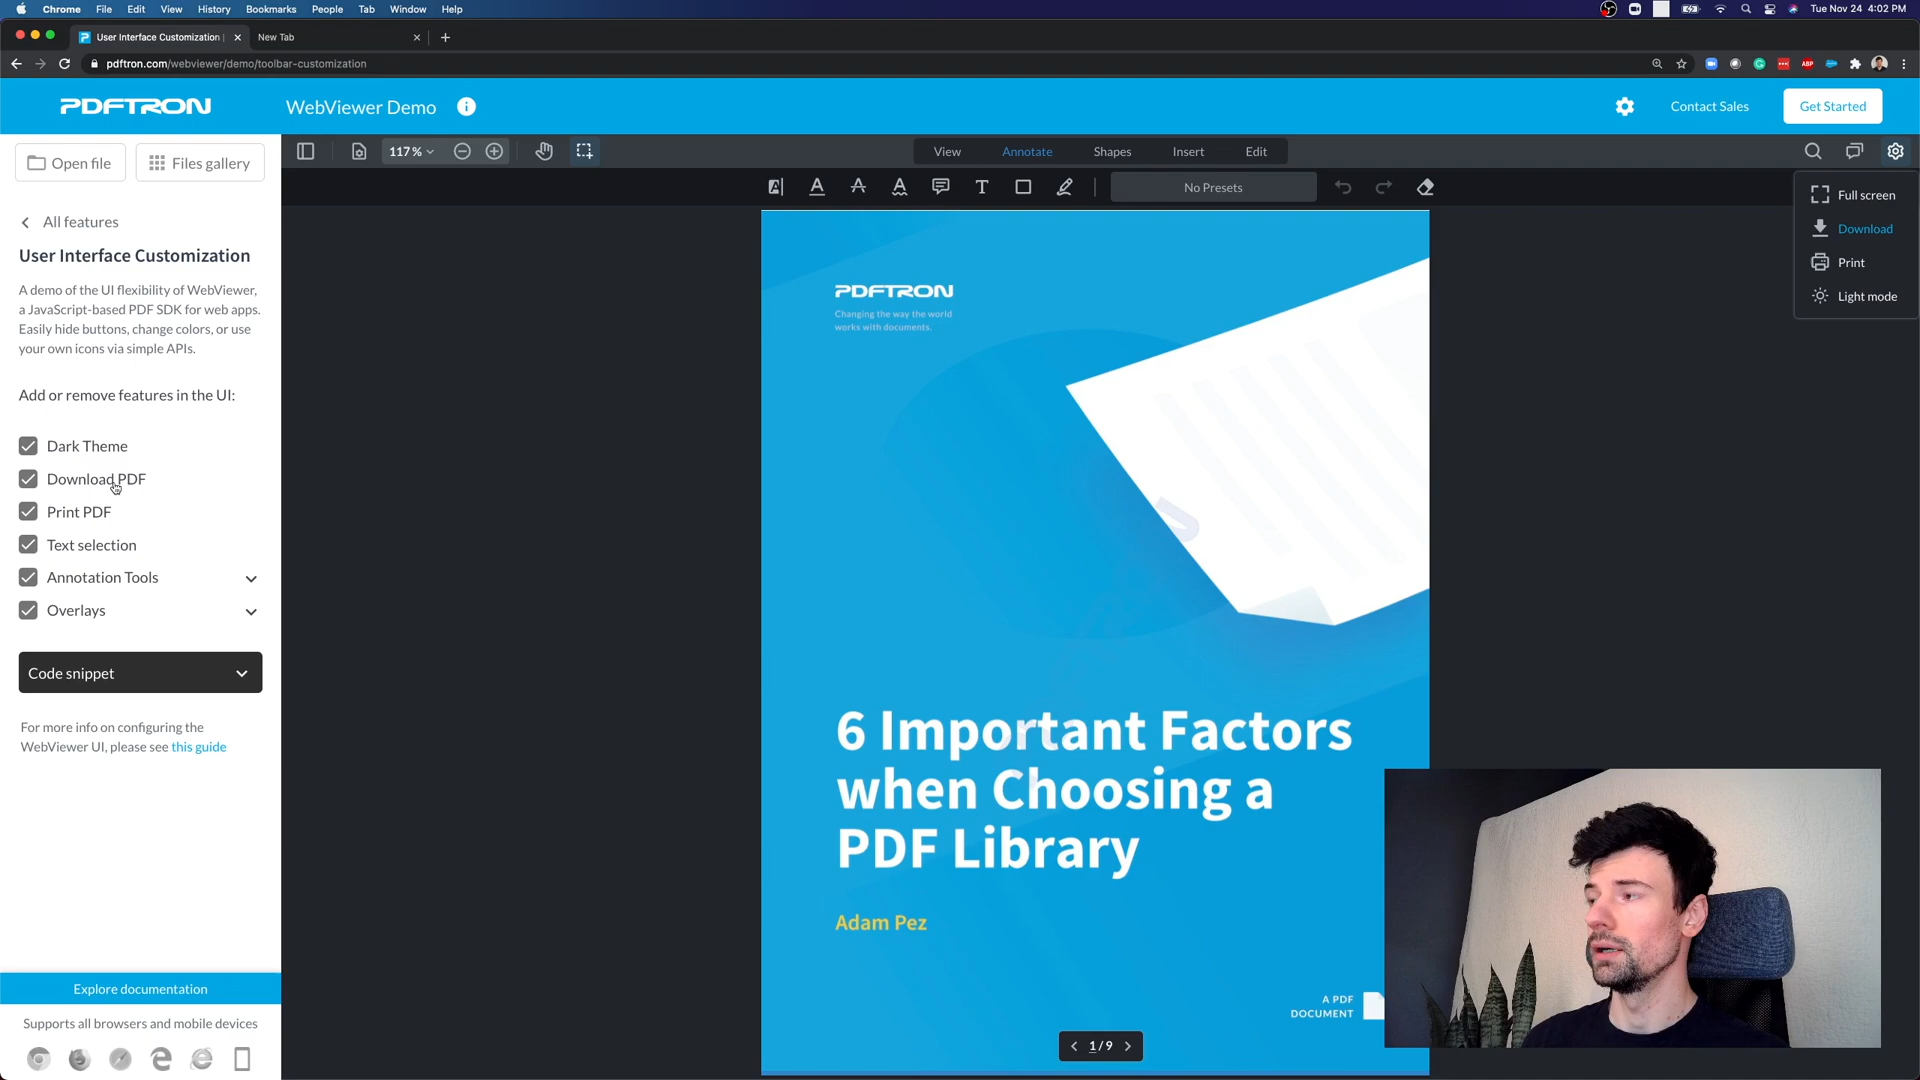 Chrome File Edit View History Bookmarks People Tab Window Help
Tue Nov 24 4:02 PM
User Interface Customization |
New Tab
pdftron.com/webviewer/demo/toolbar-customization
ABP
PDFTRON
WebViewer Demo
Contact Sales
Get Started
Open file
Files gallery
117%
View
Annotate
Shapes
Insert
Edit
No Presets
Full screen
Download
Print
Light mode
All features
User Interface Customization
A demo of the UI flexibility of WebViewer,
a JavaScript-based PDF SDK for web apps.
Easily hide buttons, change colors, or use
your own icons via simple APIs.
Add or remove features in the UI:
Dark Theme
Download PDF
Print PDF
Text selection
Annotation Tools
Overlays
Code snippet
For more info on configuring the
WebViewer UI, please see this guide
Explore documentation
Supports all browsers and mobile devices
PDFTRON
Changing the way the world
works with documents.
6 Important Factors
when Choosing a
PDF Library
Adam Pez
A PDF
DOCUMENT
1/9